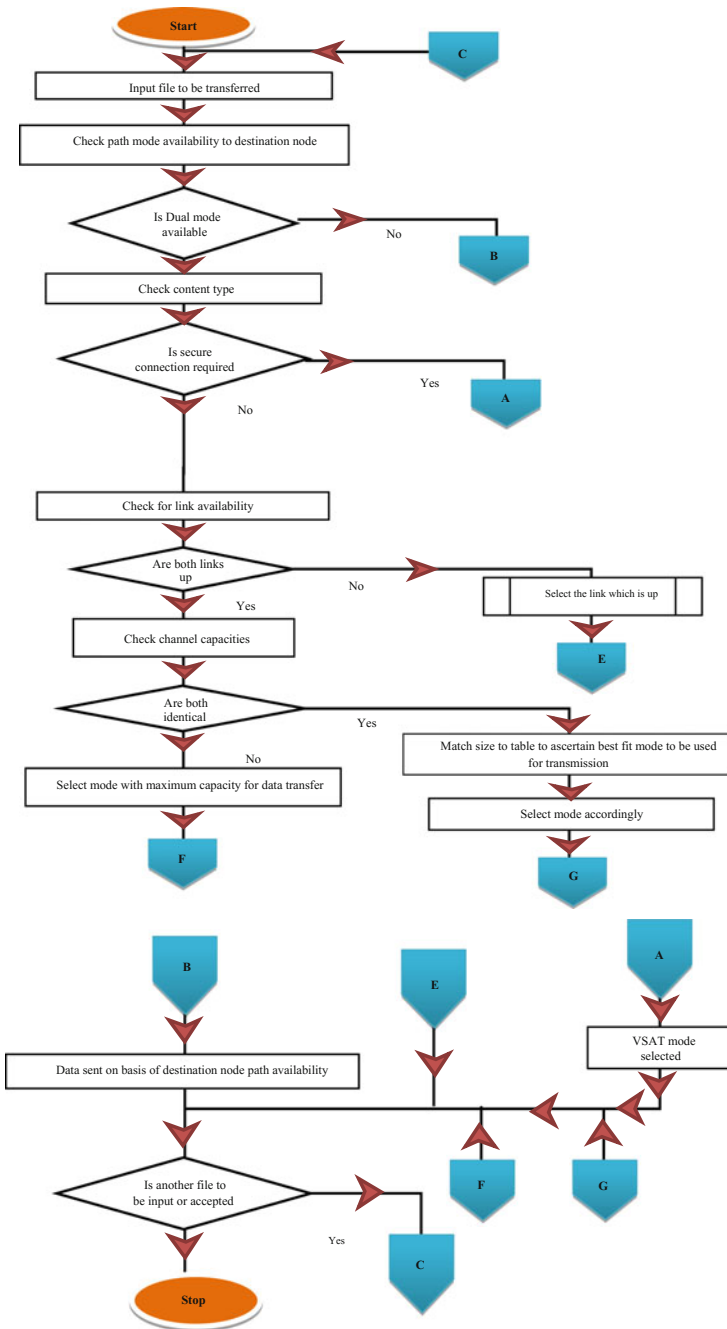 Start
C
Input file to be transferred
Check path mode availability to destination node
Is Dual mode
available
No
B
Check content type
Is secure
connection required
Yes
A
No
Check for link availability
Are both links
up
No
Select the link which is up
Yes
E
Check channel capacities
Are both
identical
Yes
Match size to table to ascertain best fit mode to be used
for transmission
No
Select mode with maximum capacity for data transfer
Select mode accordingly
F
G
B
E
A
VSAT mode
selected
Data sent on basis of destination node path availability
F
G
Is another file to
be input or accepted
Yes
C
Stop